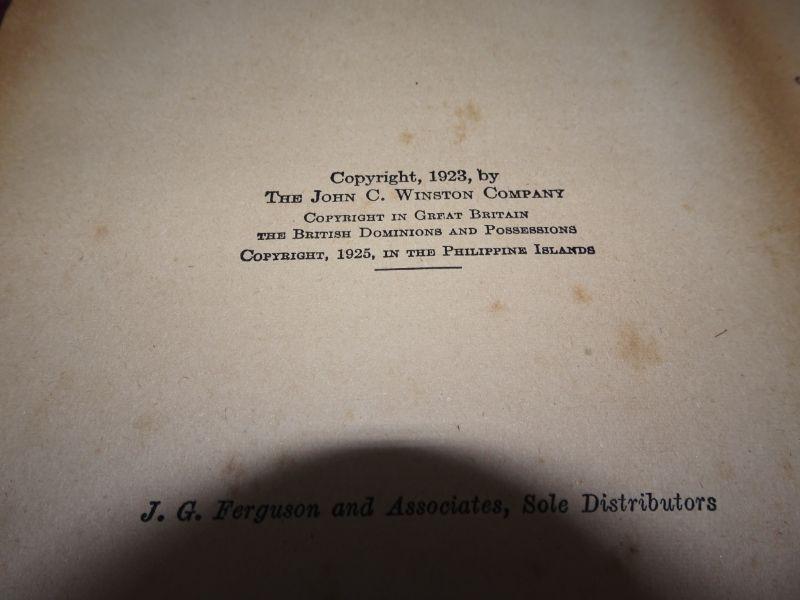 Copyright, 1923, by
THE JOHN C. WINSTON COMPANY
COPYRIGHT IN GREAT BRITAIN
THE BRITISH DOMINIONS AND POSSESSIONS
COPYRIGHT, 1925, IN THE PHILIPPINE ISLANDS
J. G. Ferguson and Associates, Sole Distributors